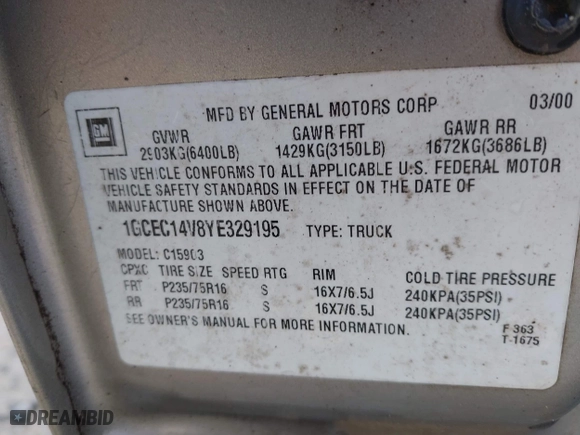 MFD BY GENERAL MOTORS CORP 03/00
GM
GVWR GAWR FRT GAWR RR
2903KG(6400LB) 1429KG(3150LB) 1672KG(3686LB)
THIS VEHICLE CONFORMS TO ALL APPLICABLE U.S. FEDERAL MOTOR
VEHICLE SAFETY STANDARDS IN EFFECT ON THE DATE OF
MANUFACTURE SHOWN ABOVE.
1GCEC14V8YE329195 TYPE: TRUCK
MODEL: C15903
TIRE SIZE SPEED RTG RIM COLD TIRE PRESSURE
FRT P235/75R16 S 16X7/6.5J 240KPA(35PSI)
RR P235/75R16 S 16X7/6.5J 240KPA(35PSI)
SEE OWNER'S MANUAL FOR MORE INFORMATION.
F 363
T-1675
DREAMBID